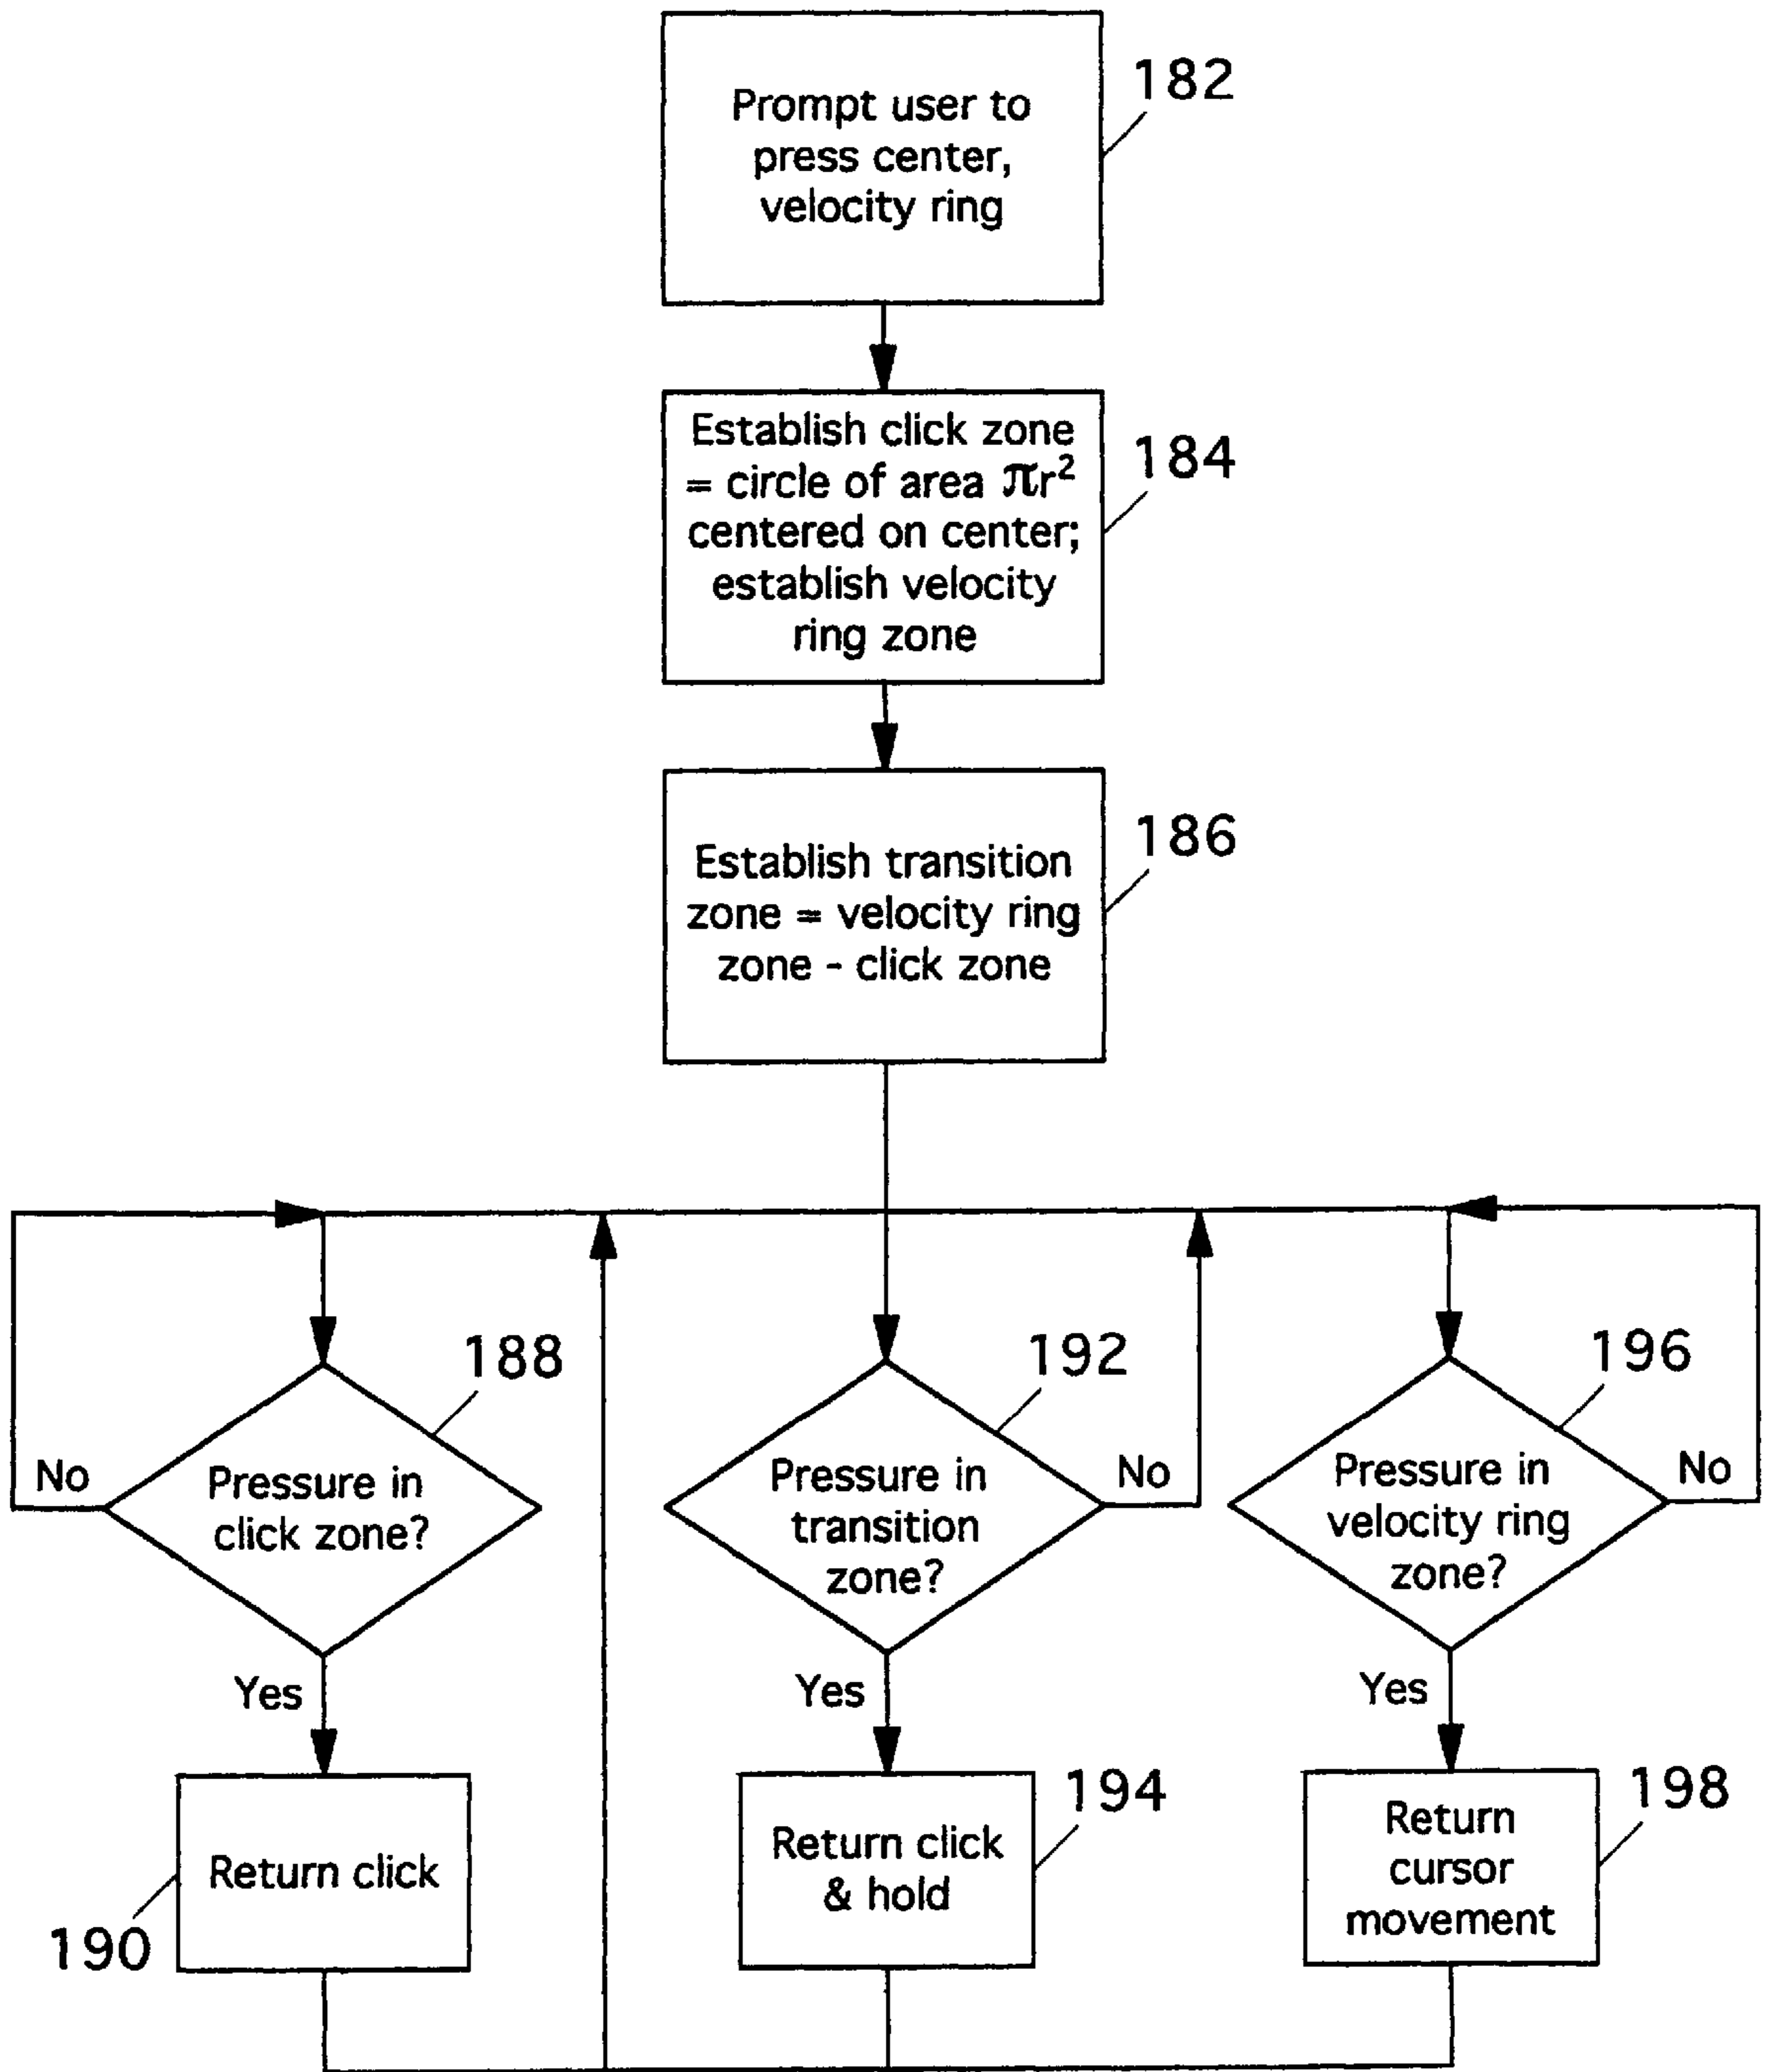 Prompt user to
press center,
velocity ring
182
Establish click zone
= circle of area πr²
centered on center;
establish velocity
ring zone
184
Establish transition
zone = velocity ring
zone - click zone
186
188
192
196
No
Pressure in
click zone?
Pressure in
transition
zone?
No
Pressure in
velocity ring
zone?
No
Yes
Yes
Yes
Return click
190
Return click
& hold
194
Return
cursor
movement
198